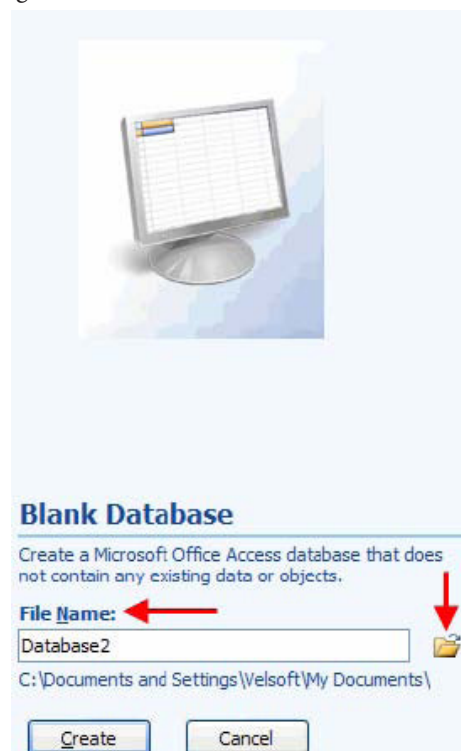 Blank Database
Create a Microsoft Office Access database that does
not contain any existing data or objects.
File Name:
Database2
C:\Documents and Settings\Velsoft\My Documents\
Create Cancel